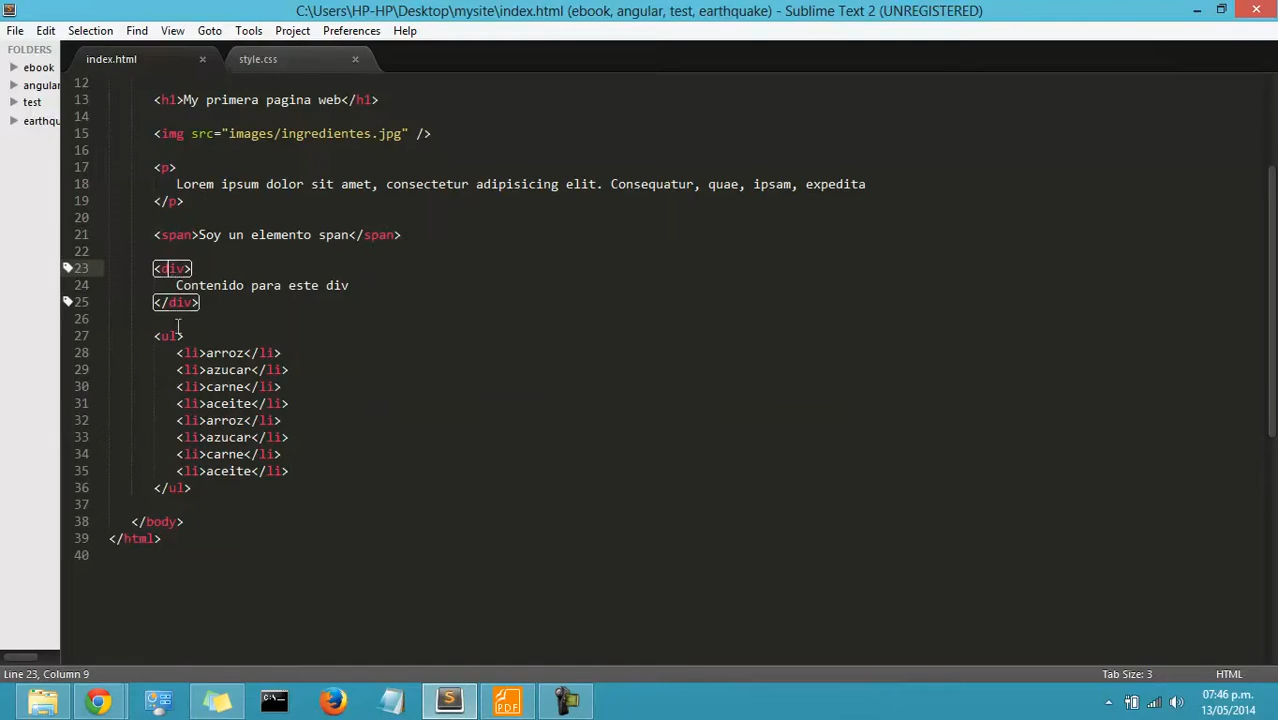 C:\Users\HP-HP\Desktop\mysite\index.html (ebook, angular, test, earthquake) - Sublime Text 2 (UNREGISTERED)
File Edit Selection Find View Goto Tools Project Preferences Help
FOLDERS
ebook
angular
test
earthqu
index.html
style.css
12
13 <h1>My primera pagina web</h1>
14
15 <img src="images/ingredientes.jpg" />
16
17 <p>
18 Lorem ipsum dolor sit amet, consectetur adipisicing elit. Consequatur, quae, ipsam, expedita
19 </p>
20
21 <span>Soy un elemento span</span>
22
23 <div>
24 Contenido para este div
25 </div>
26
27 <ul>
28 <li>arroz</li>
29 <li>azucar</li>
30 <li>carne</li>
31 <li>aceite</li>
32 <li>arroz</li>
33 <li>azucar</li>
34 <li>carne</li>
35 <li>aceite</li>
36 </ul>
37
38 </body>
39 </html>
40
Line 23, Column 9
Tab Size: 3
HTML
PDF
07:46 p.m.
13/05/2014